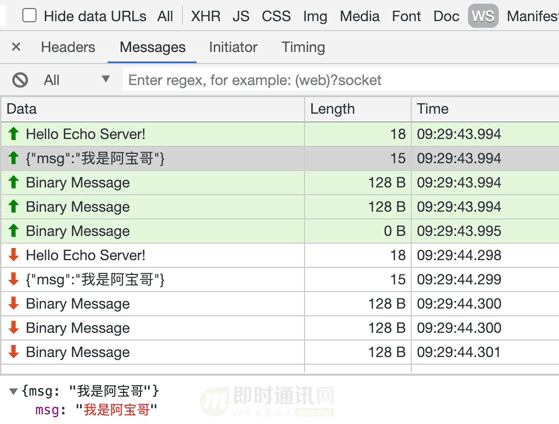 Hide data URLs All XHR JS CSS Img Media Font Doc WS Manifes
× Headers Messages Initiator Timing
All ▼ Enter regex, for example: (web)?socket
Data Length Time
Hello Echo Server! 18 09:29:43.994
{"msg":"我是阿宝哥"} 15 09:29:43.994
Binary Message 128 B 09:29:43.994
Binary Message 128 B 09:29:43.994
Binary Message 0 B 09:29:43.995
Hello Echo Server! 18 09:29:44.298
{"msg":"我是阿宝哥"} 15 09:29:44.299
Binary Message 128 B 09:29:44.300
Binary Message 128 B 09:29:44.300
Binary Message 128 B 09:29:44.301
▼{msg: "我是阿宝哥"}
msg: "我是阿宝哥"
即时通讯网